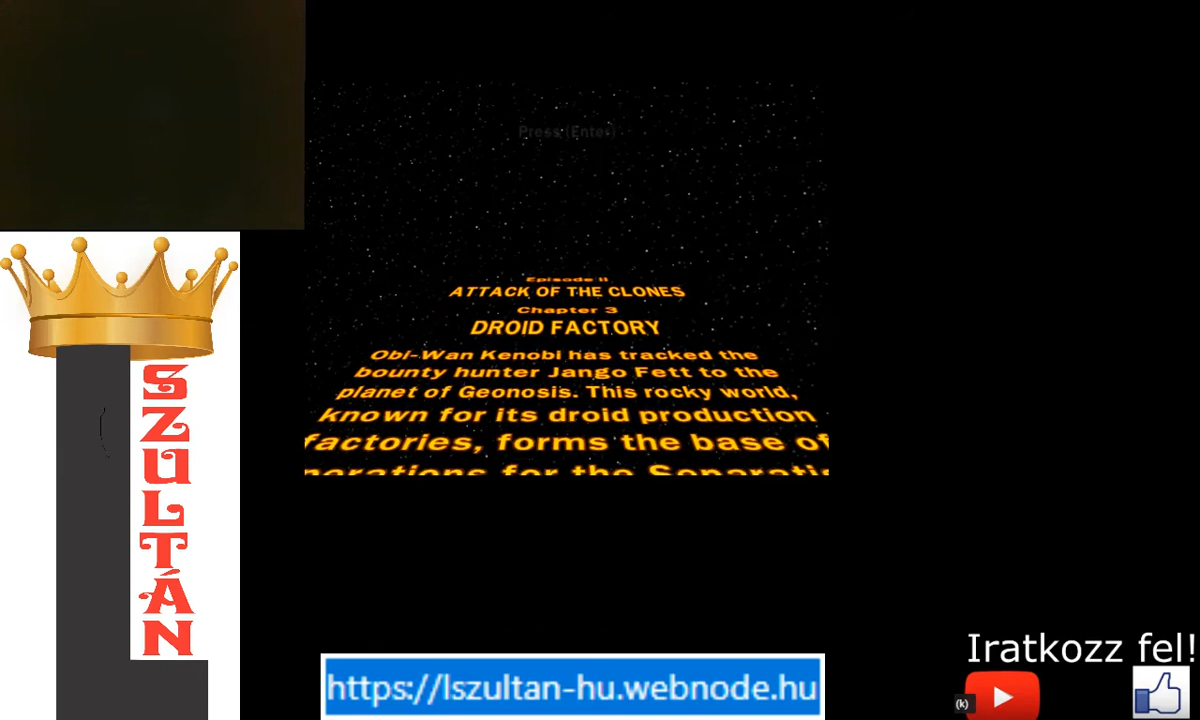 Press (Enter)
Episode II
ATTACK OF THE CLONES
Chapter 3
DROID FACTORY
Obi-Wan Kenobi has tracked the
bounty hunter Jango Fett to the
planet of Geonosis. This rocky world,
known for its droid production
factories, forms the base of
for the
L
SZULTÁN
https://lszultan-hu.webnode.hu
Iratkozz fel!
(k)